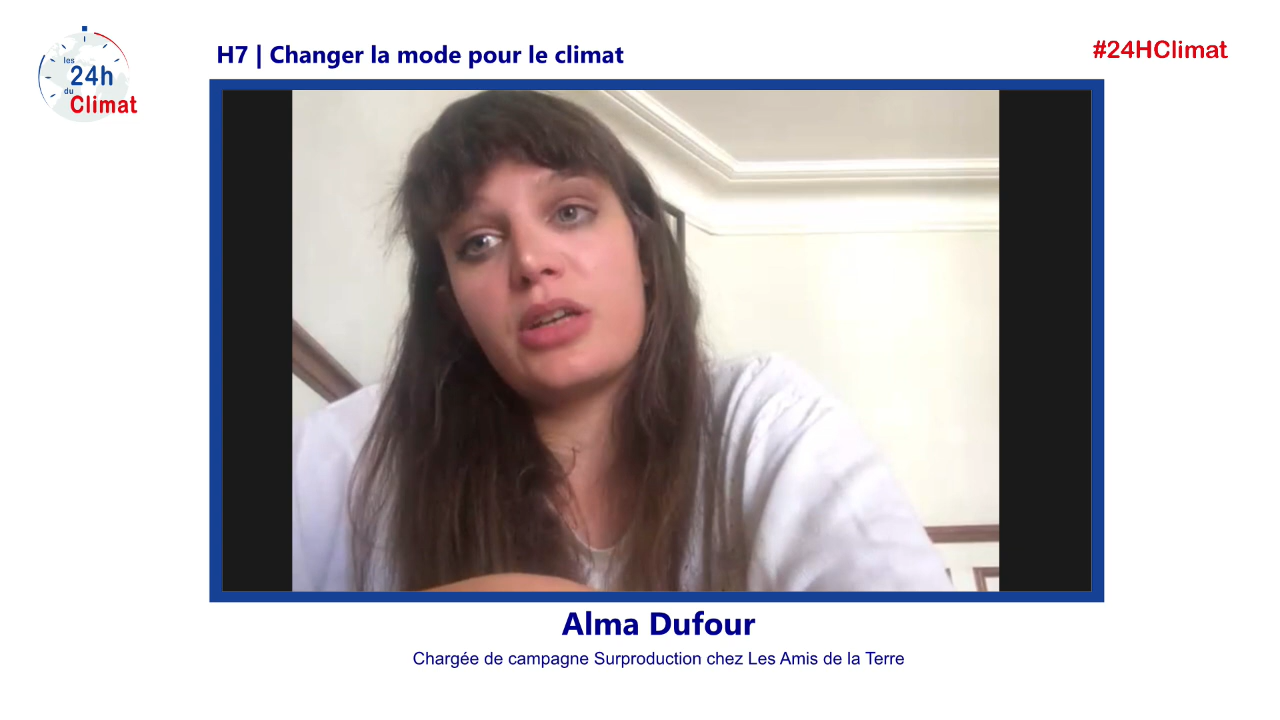 les
24h
du
Climat
H7 | Changer la mode pour le climat
#24HClimat
Alma Dufour
Chargée de campagne Surproduction chez Les Amis de la Terre